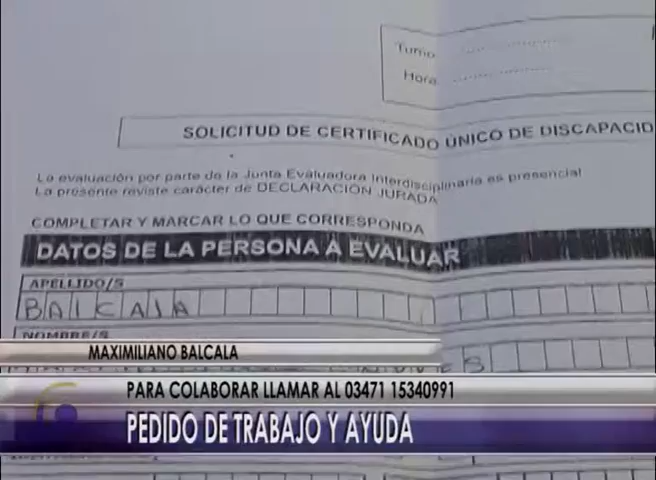 Turno
Hora
SOLICITUD DE CERTIFICADO ÚNICO DE DISCAPACID
La evaluación por parte de la Junta Evaluadora Interdisciplinaria es presencial
La presente reviste carácter de DECLARACIÓN JURADA
COMPLETAR Y MARCAR LO QUE CORRESPONDA
DATOS DE LA PERSONA A EVALUAR
APELLIDO/S
BALCALA
NOMBRE/S
MAXIMILIANO BALCALA
PARA COLABORAR LLAMAR AL 03471 15340991
PEDIDO DE TRABAJO Y AYUDA